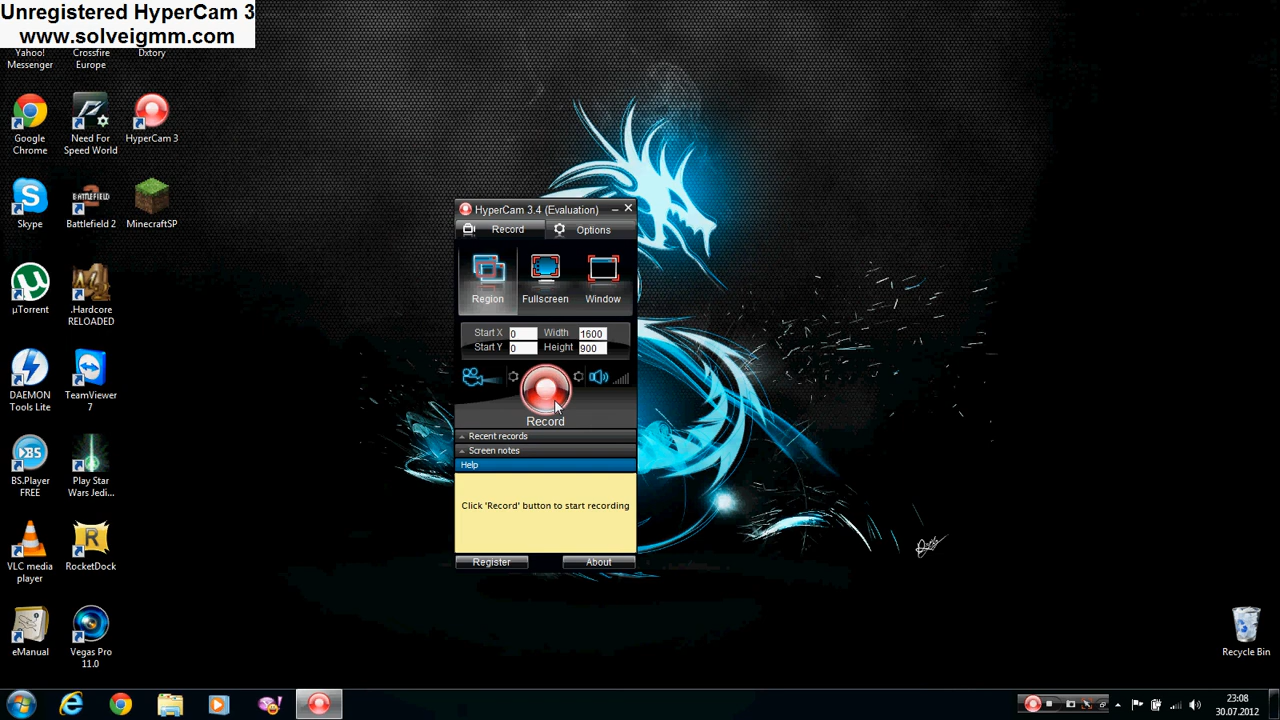 Unregistered HyperCam 3
www.solveigmm.com
Yahoo!
Messenger
Crossfire
Europe
Dxtory
Google
Chrome
Need For
Speed World
HyperCam 3
Skype
BATTLEFIELD
2
Battlefield 2
MinecraftSP
µTorrent
.Hardcore
RELOADED
DAEMON
Tools Lite
TeamViewer
7
BS
BS.Player
FREE
Play Star
Wars Jedi...
VLC media
player
R
RocketDock
eManual
Vegas Pro
11.0
HyperCam 3.4 (Evaluation)
Record
Options
Region
Fullscreen
Window
Start X 0 Width 1600
Start Y 0 Height 900
Record
Recent records
Screen notes
Help
Click 'Record' button to start recording
Register
About
Recycle Bin
23:08
30.07.2012